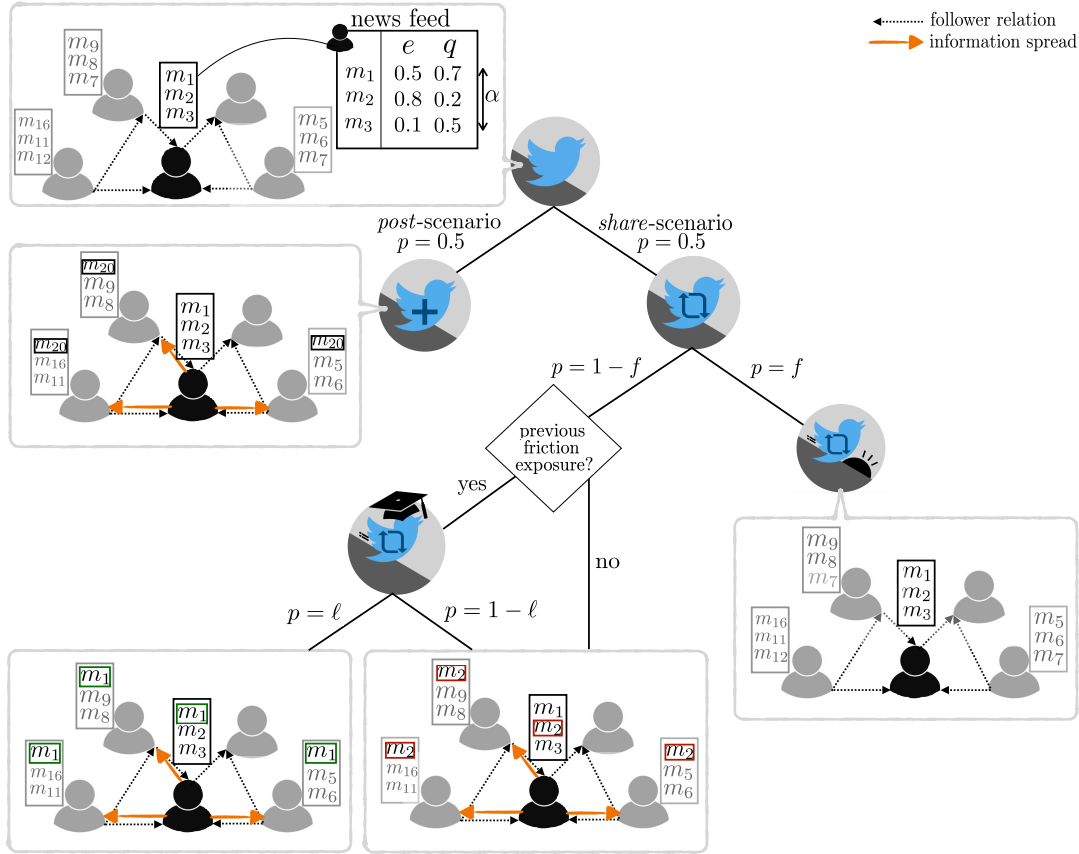 news feed
e q
m1 0.5 0.7
m2 0.8 0.2
m3 0.1 0.5
α
m9
m8
m7
m1
m2
m3
m16
m11
m12
m5
m6
m7
follower relation
information spread
post-scenario
p = 0.5
share-scenario
p = 0.5
m20
m9
m8
m1
m2
m3
m20
m16
m11
m20
m5
m6
p = 1 − f
p = f
previous
friction
exposure?
yes
no
p = ℓ
p = 1 − ℓ
m9
m8
m7
m1
m2
m3
m16
m11
m12
m5
m6
m7
m1
m9
m8
m1
m2
m3
m1
m16
m11
m1
m5
m6
m2
m9
m8
m1
m2
m3
m2
m16
m11
m2
m5
m6